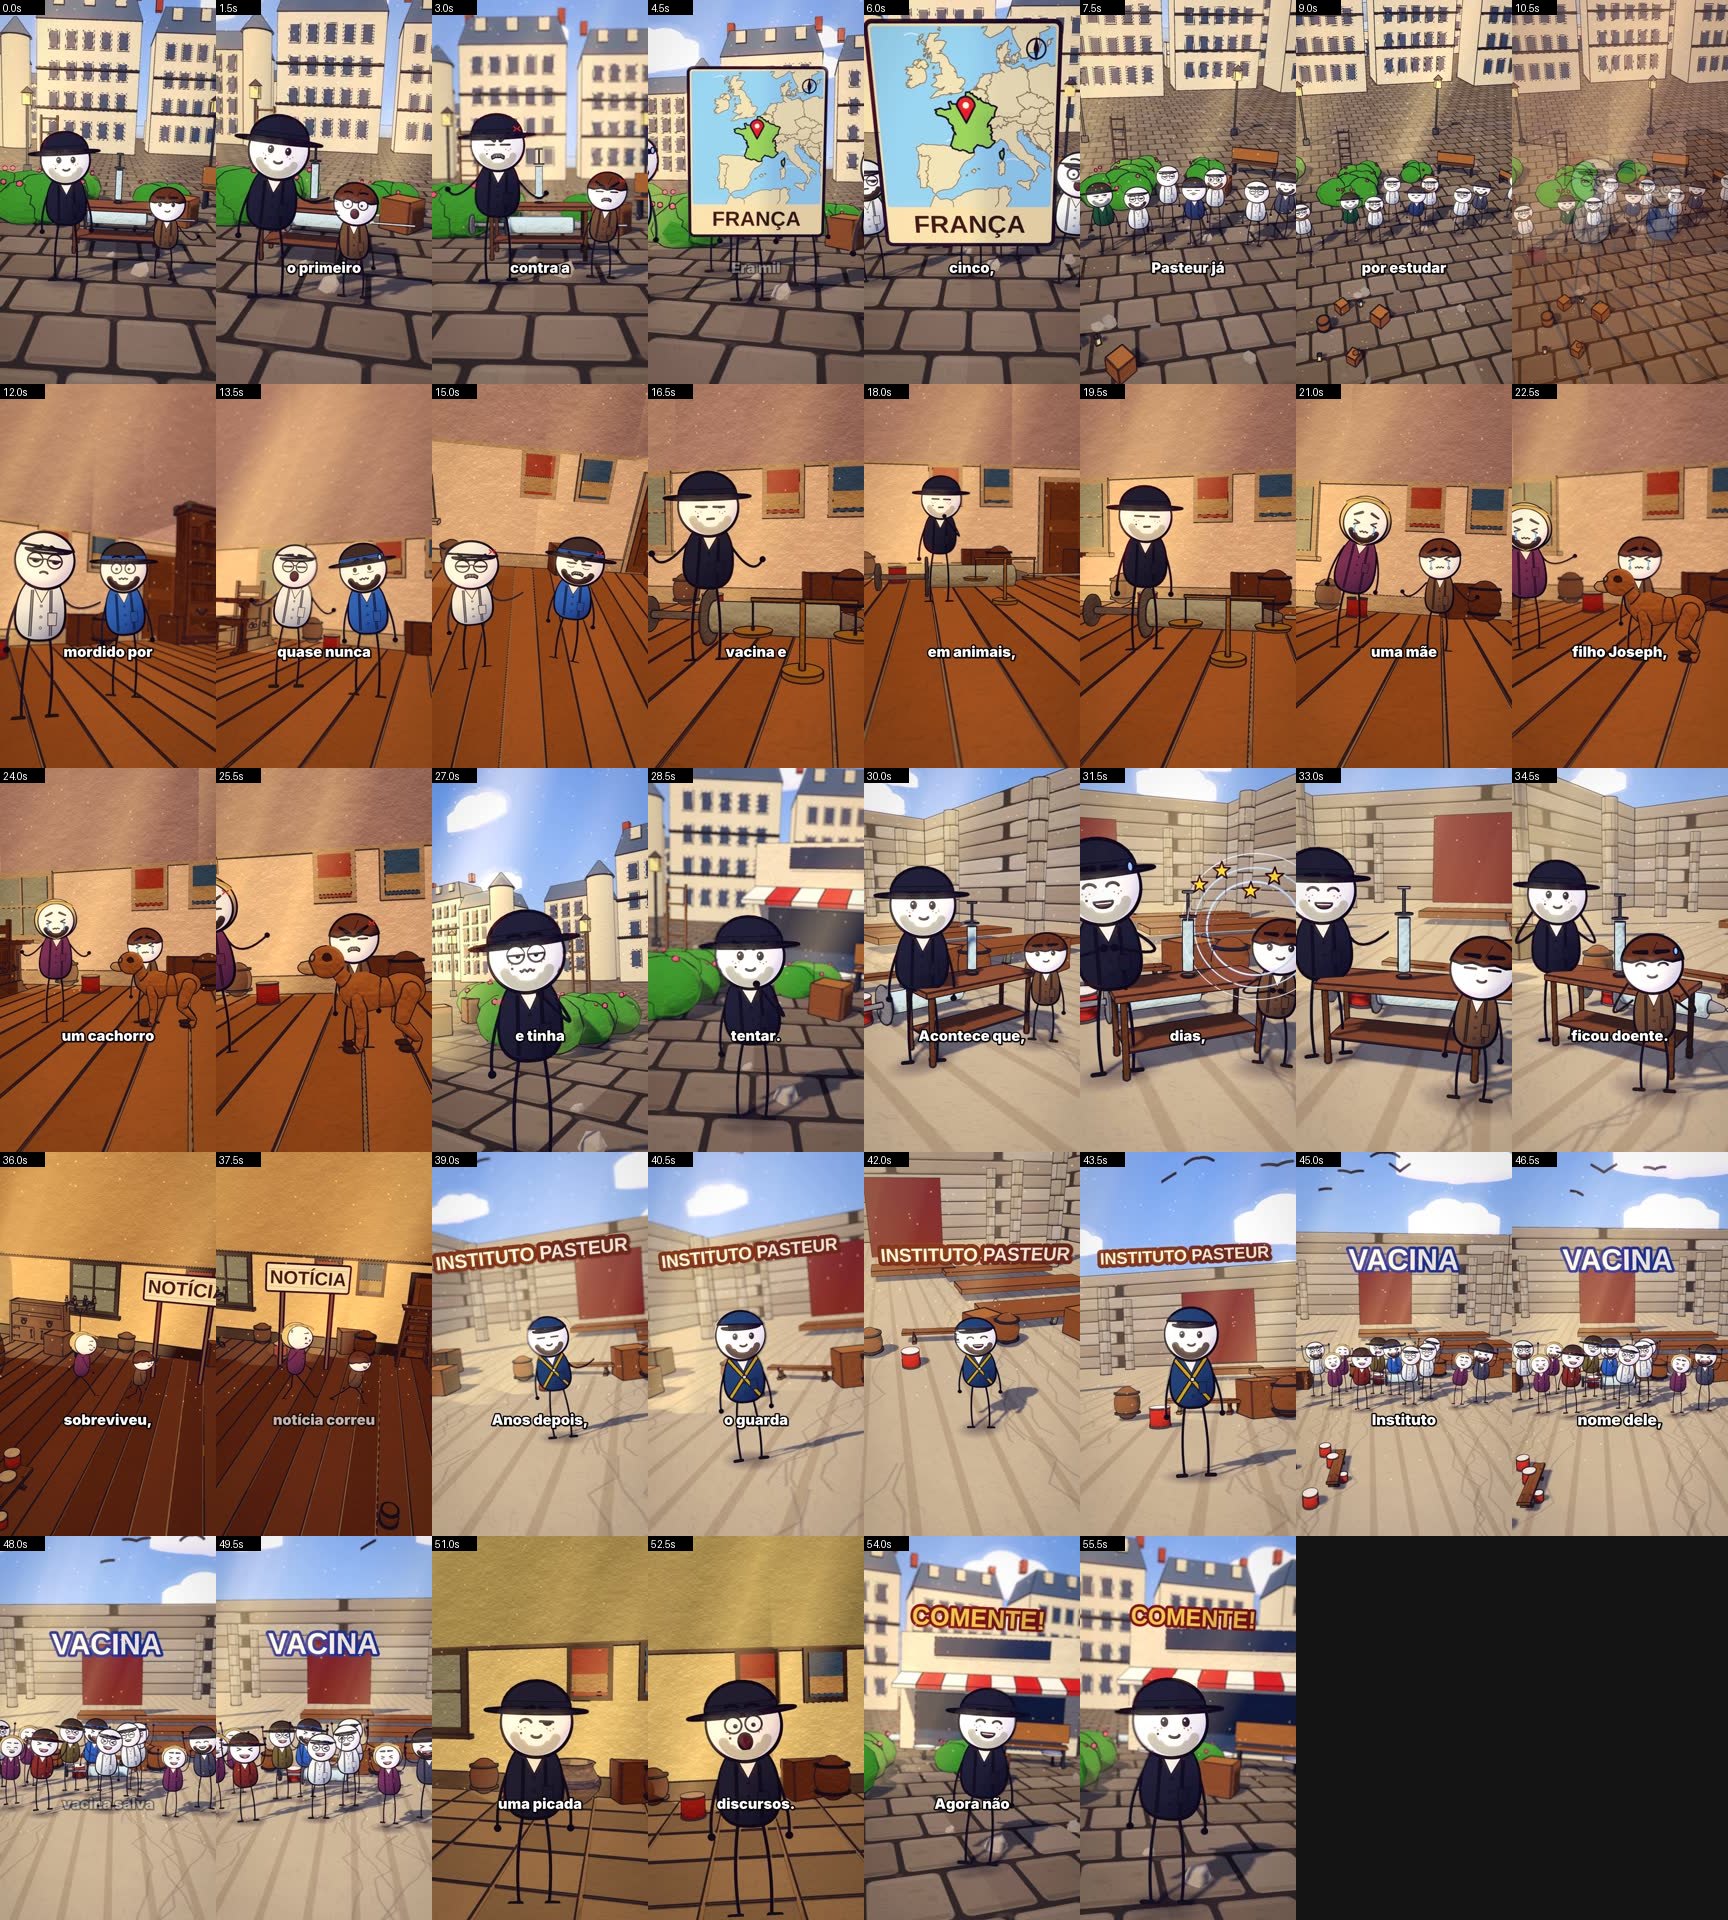 0.0s
1.5s
o primeiro
3.0s
contra a
4.5s
FRANÇA
Era mil
6.0s
FRANÇA
cinco,
7.5s
Pasteur já
9.0s
por estudar
10.5s
12.0s
mordido por
13.5s
quase nunca
15.0s
16.5s
vacina e
18.0s
em animais,
19.5s
21.0s
uma mãe
22.5s
filho Joseph,
24.0s
um cachorro
25.5s
27.0s
e tinha
28.5s
tentar.
30.0s
Acontece que,
31.5s
dias,
33.0s
34.5s
ficou doente.
36.0s
NOTÍCI
sobreviveu,
37.5s
NOTÍCIA
notícia correu
39.0s
INSTITUTO PASTEUR
Anos depois,
40.5s
INSTITUTO PASTEUR
o guarda
42.0s
INSTITUTO PASTEUR
43.5s
INSTITUTO PASTEUR
45.0s
VACINA
Instituto
46.5s
VACINA
nome dele,
48.0s
VACINA
vacina salva
49.5s
VACINA
51.0s
uma picada
52.5s
discursos.
54.0s
COMENTE!
Agora não
55.5s
COMENTE!